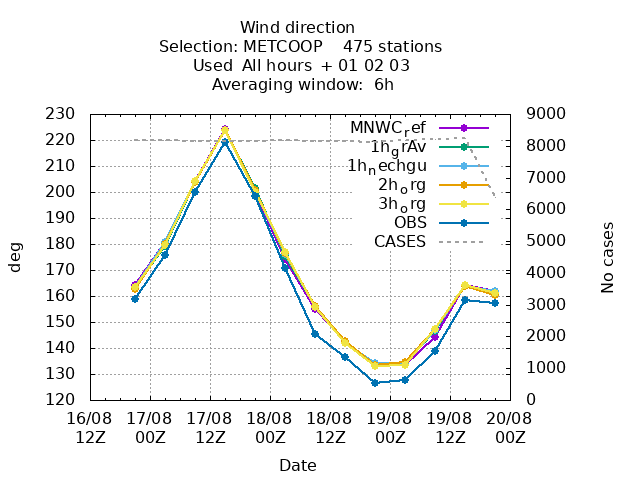 Wind direction
Selection: METCOOP    475 stations
Used  All hours  + 01 02 03
Averaging window:  6h
230 9000
220 8000
210 7000
200 6000
190 5000
180 4000
170 3000
160 2000
150 1000
140 0
130
120
MNWC_ref
1h_grAv
1h_nechgu
2h_org
3h_org
OBS
CASES
deg
No cases
16/08 17/08 17/08 18/08 18/08 19/08 19/08 20/08
12Z 00Z 12Z 00Z 12Z 00Z 12Z 00Z
Date